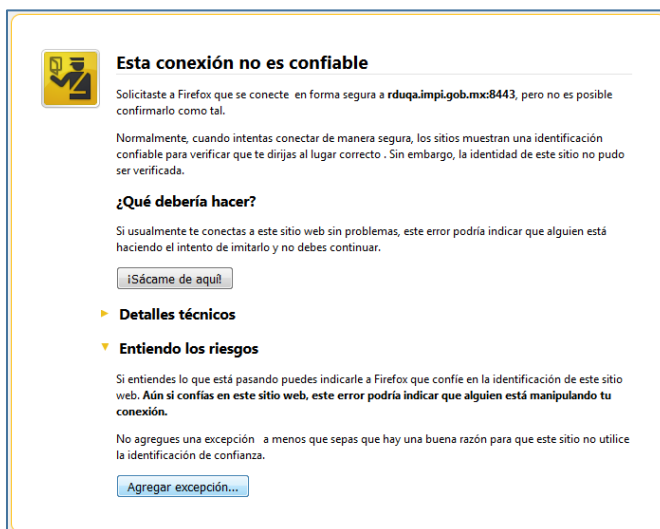 Esta conexión no es confiable
Solicitaste a Firefox que se conecte en forma segura a rduqa.impi.gob.mx:8443, pero no es posible
confirmarlo como tal.
Normalmente, cuando intentas conectar de manera segura, los sitios muestran una identificación
confiable para verificar que te dirijas al lugar correcto . Sin embargo, la identidad de este sitio no pudo
ser verificada.
¿Qué debería hacer?
Si usualmente te conectas a este sitio web sin problemas, este error podría indicar que alguien está
haciendo el intento de imitarlo y no debes continuar.
¡Sácame de aquí!
Detalles técnicos
Entiendo los riesgos
Si entiendes lo que está pasando puedes indicarle a Firefox que confíe en la identificación de este sitio
web. Aún si confías en este sitio web, este error podría indicar que alguien está manipulando tu
conexión.
No agregues una excepción a menos que sepas que hay una buena razón para que este sitio no utilice
la identificación de confianza.
Agregar excepción...